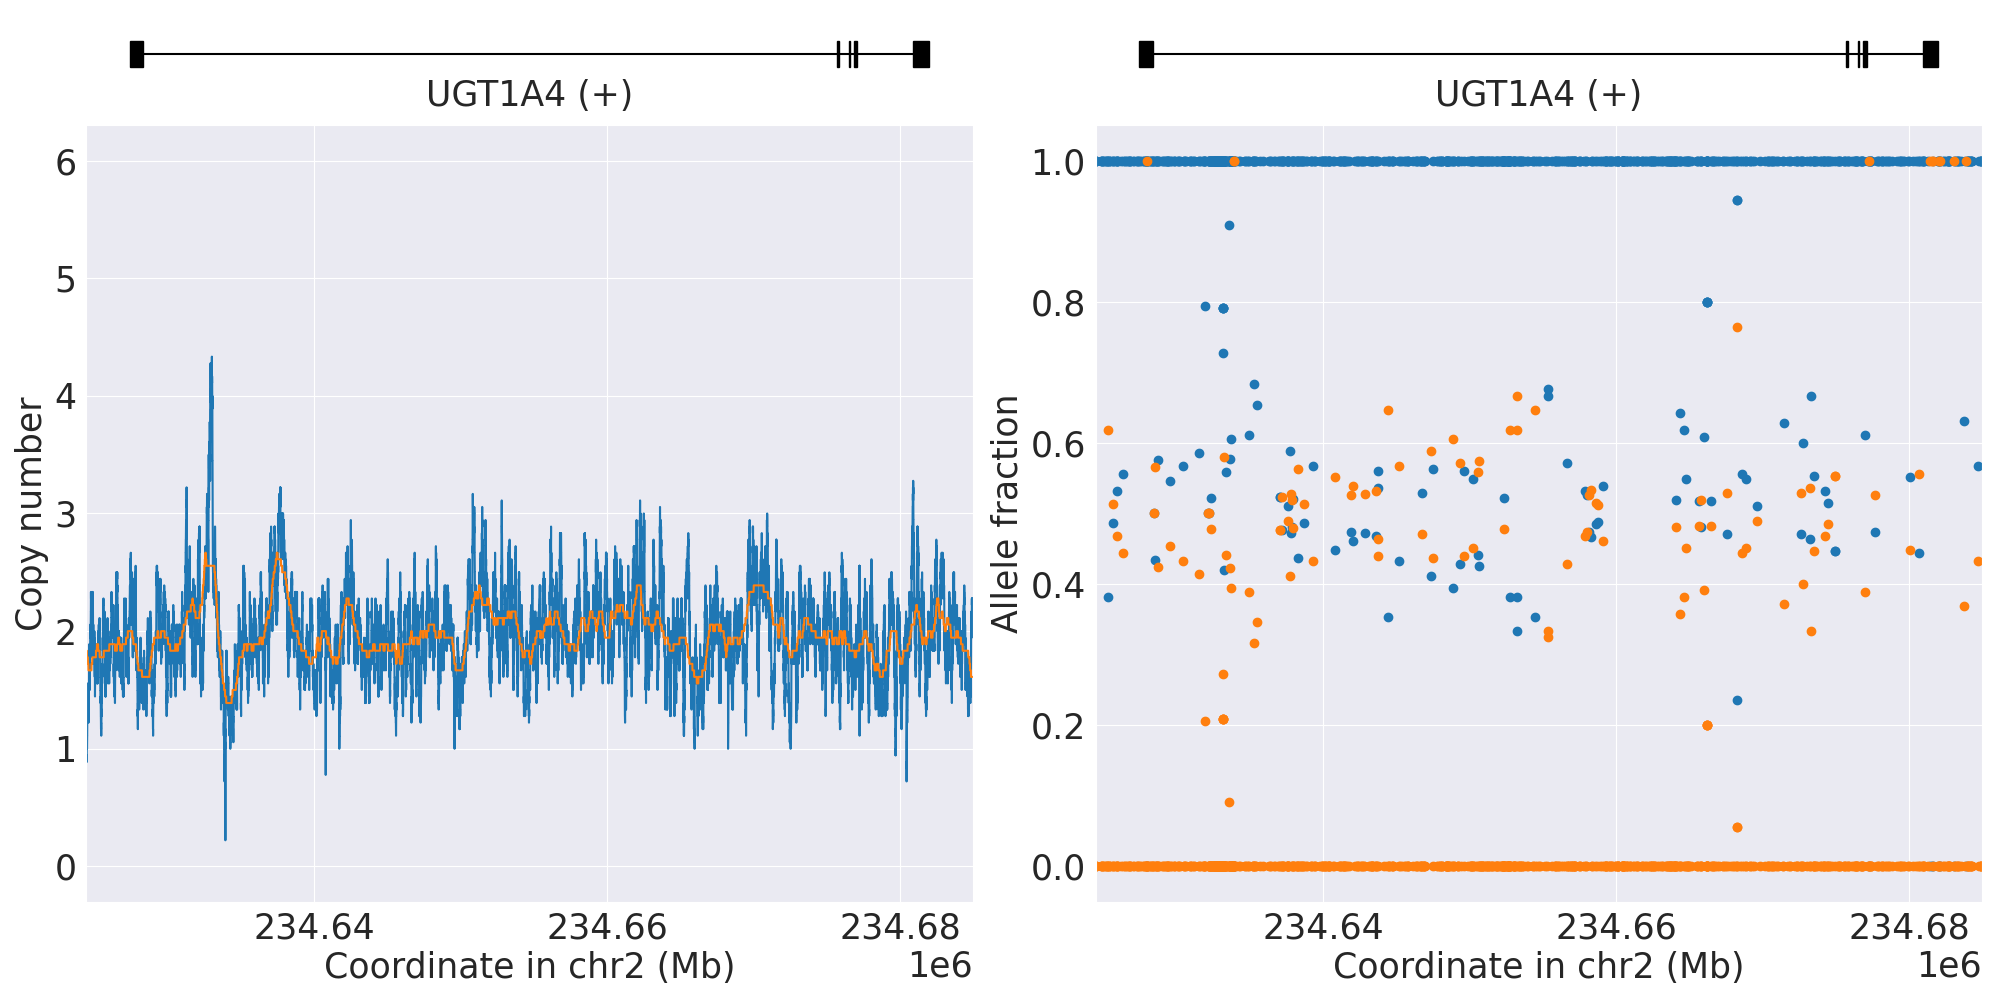 UGT1A4 (+)
Copy number
6
5
4
3
2
1
0
234.64
234.66
234.68
Coordinate in chr2 (Mb)
1e6
UGT1A4 (+)
Allele fraction
1.0
0.8
0.6
0.4
0.2
0.0
234.64
234.66
234.68
Coordinate in chr2 (Mb)
1e6